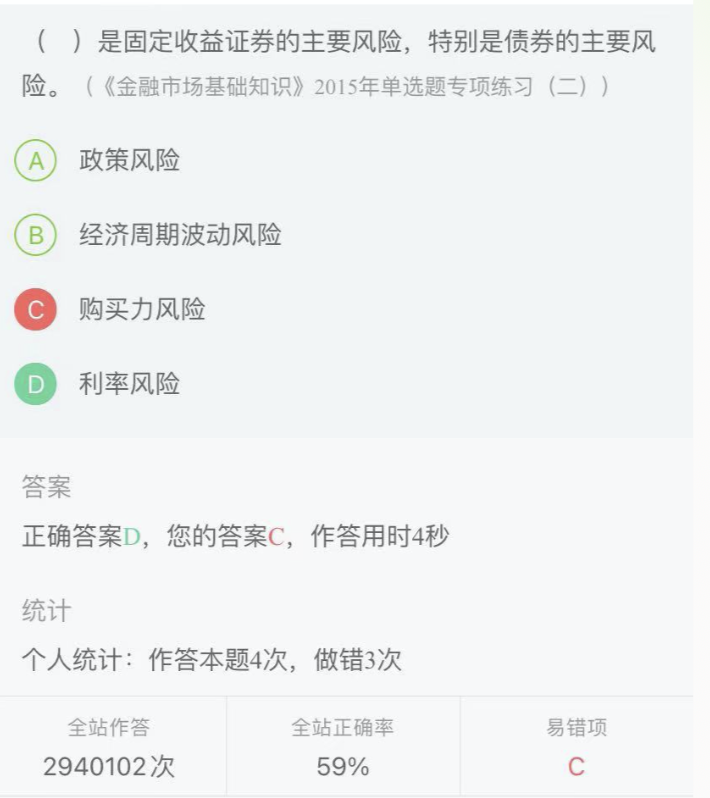 （　）是固定收益证券的主要风险，特别是债券的主要风
险。（《金融市场基础知识》2015年单选题专项练习（二））
A 政策风险
B 经济周期波动风险
C 购买力风险
D 利率风险
答案
正确答案D，您的答案C，作答用时4秒
统计
个人统计：作答本题4次，做错3次
全站作答 全站正确率 易错项
2940102次 59% C